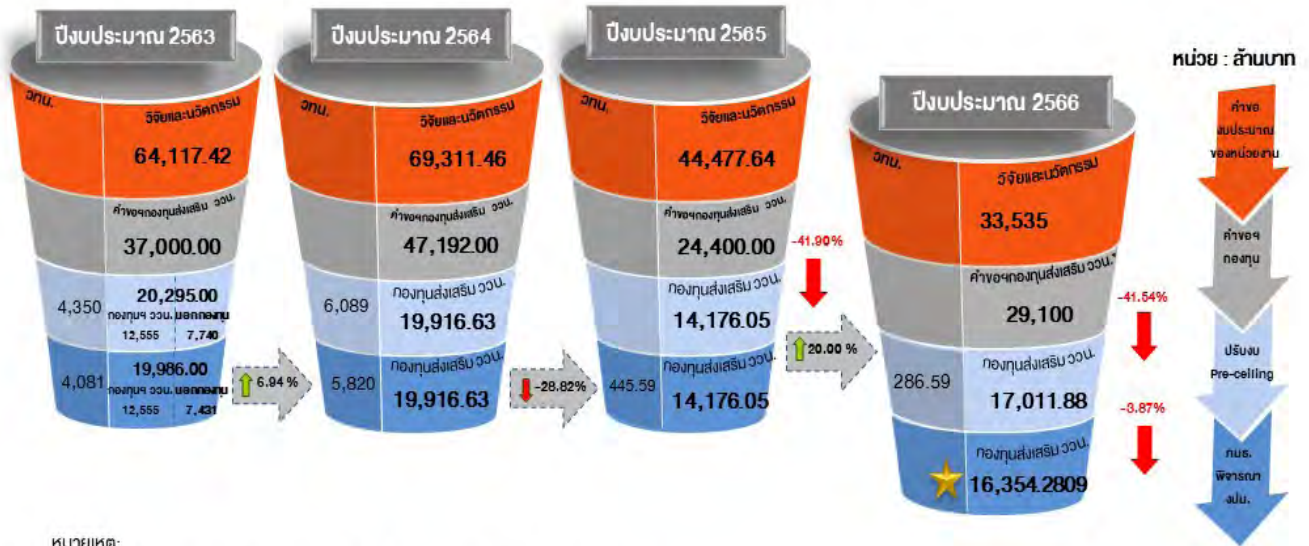 ปีงบประมาณ 2563
วทน.
วิจัยและนวัตกรรม
64,117.42
คำขอฯกองทุนส่งเสริม ววน.
37,000.00
4,350
20,295.00
กองทุนฯ ววน. นอกกองทุน
12,555 7,740
4,081
19,986.00
กองทุนฯ ววน. นอกกองทุน
12,555 7,431
6.94 %
ปีงบประมาณ 2564
วทน.
วิจัยและนวัตกรรม
69,311.46
คำขอฯกองทุนส่งเสริม ววน.
47,192.00
6,089
กองทุนส่งเสริม ววน.
19,916.63
5,820
กองทุนส่งเสริม ววน.
19,916.63
-28.82%
ปีงบประมาณ 2565
วทน.
วิจัยและนวัตกรรม
44,477.64
คำขอฯกองทุนส่งเสริม ววน.
24,400.00
กองทุนส่งเสริม ววน.
14,176.05
445.59
กองทุนส่งเสริม ววน.
14,176.05
-41.90%
20.00 %
ปีงบประมาณ 2566
วทน.
วิจัยและนวัตกรรม
33,535
คำขอฯกองทุนส่งเสริม ววน.*
29,100
286.59
กองทุนส่งเสริม ววน.
17,011.88
กองทุนส่งเสริม ววน.
16,354.2809
-41.54%
-3.87%
หน่วย : ล้านบาท
คำขอ
งบประมาณ
ของหน่วยงาน
คำขอฯ
กองทุน
ปรับงบ
Pre-ceiling
กมธ.
พิจารณา
งปม.
หมายเหตุ: